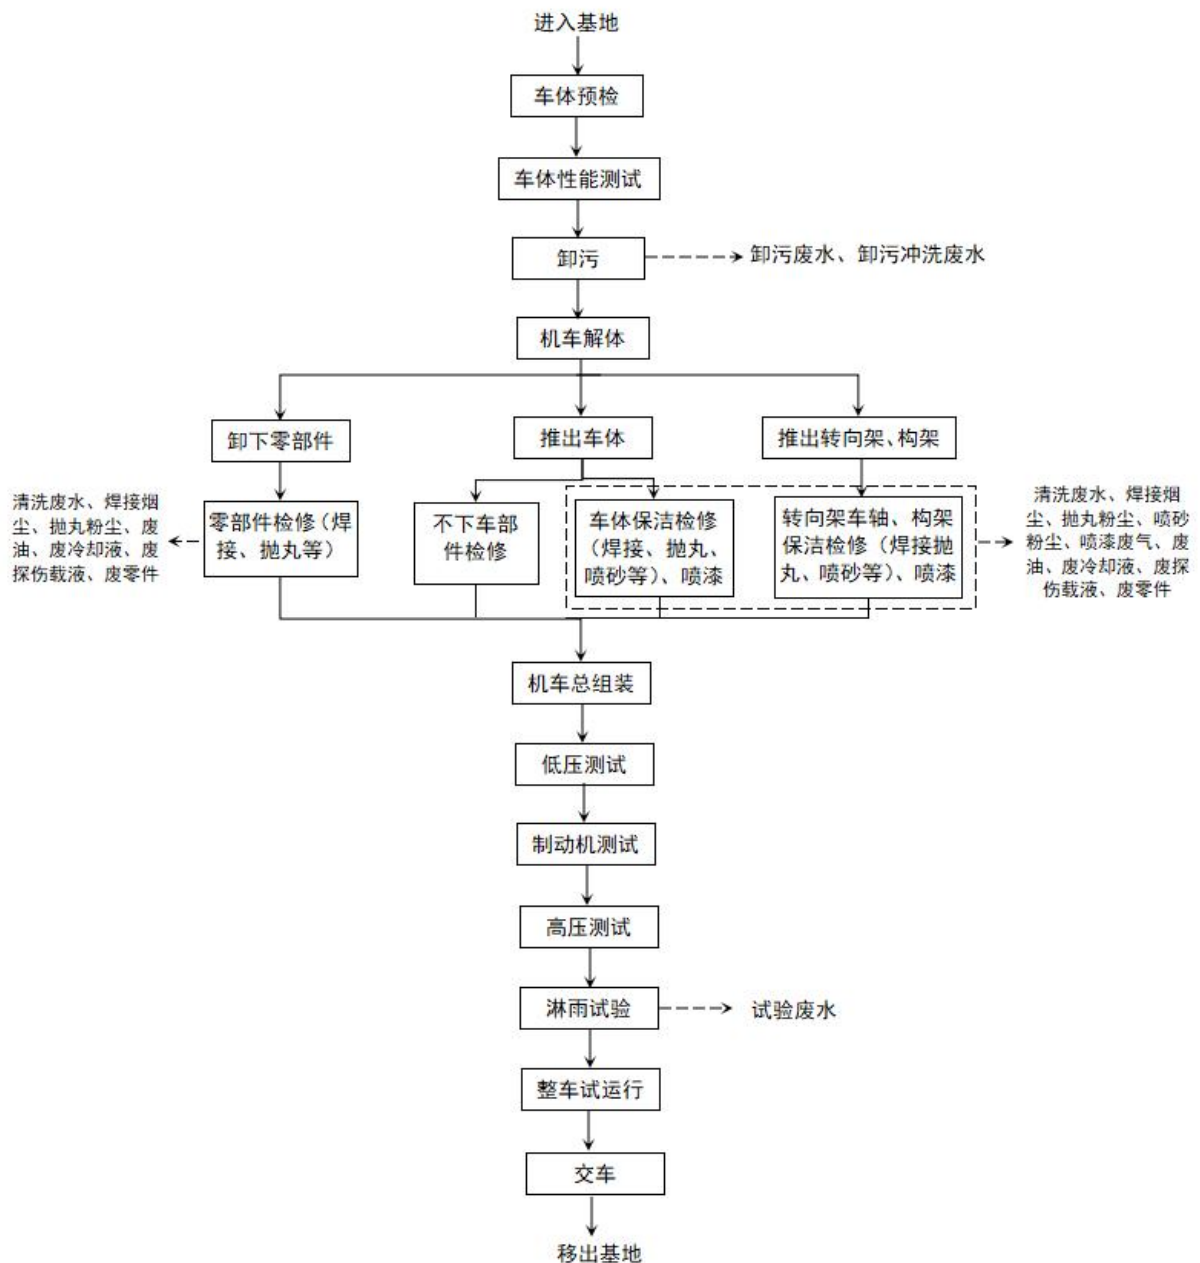 进入基地
车体预检
车体性能测试
卸污
卸污废水、卸污冲洗废水
机车解体
卸下零部件
推出车体
推出转向架、构架
清洗废水、焊接烟
尘、抛丸粉尘、废
油、废冷却液、废
探伤载液、废零件
零部件检修（焊
接、抛丸等）
不下车部
件检修
车体保洁检修
（焊接、抛丸、
喷砂等）、喷漆
转向架车轴、构架
保洁检修（焊接抛
丸、喷砂等）、喷漆
清洗废水、焊接烟
尘、抛丸粉尘、喷砂
粉尘、喷漆废气、废
油、废冷却液、废探
伤载液、废零件
机车总组装
低压测试
制动机测试
高压测试
淋雨试验
试验废水
整车试运行
交车
移出基地